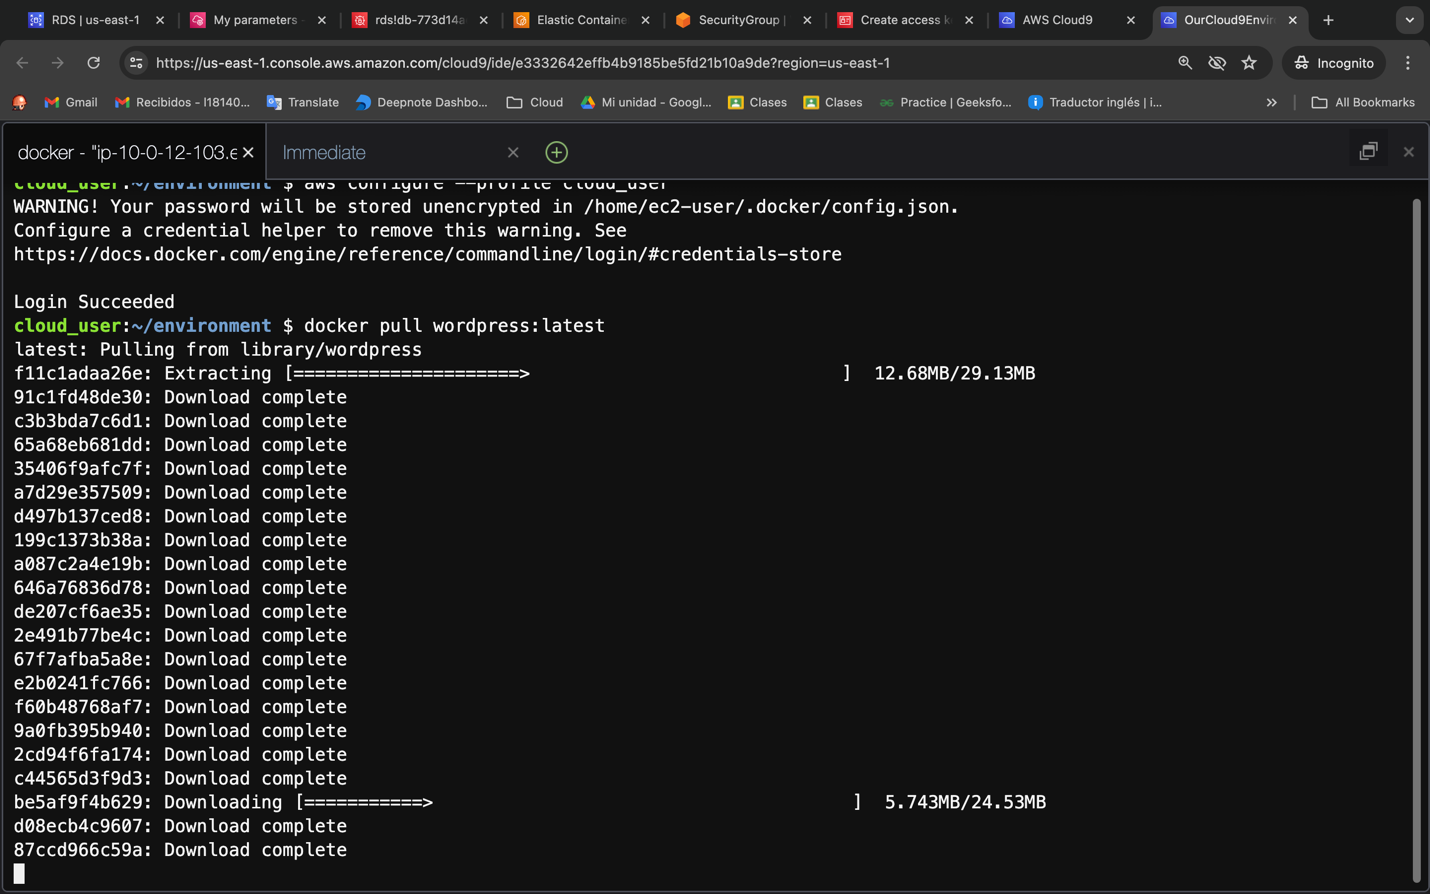 RDS | us-east-1
My parameters
rds!db-773d14a
Elastic Containe
SecurityGroup |
Create access k
AWS Cloud9
OurCloud9Envir
https://us-east-1.console.aws.amazon.com/cloud9/ide/e3332642effb4b9185be5fd21b10a9de?region=us-east-1
Incognito
Gmail
Recibidos - l18140...
Translate
Deepnote Dashbo...
Cloud
Mi unidad - Googl...
Clases
Clases
Practice | Geeksfo...
Traductor inglés | i...
»
All Bookmarks
docker - "ip-10-0-12-103.e
Immediate
cloud_user:~/environment $ aws configure --profile cloud_user
WARNING! Your password will be stored unencrypted in /home/ec2-user/.docker/config.json.
Configure a credential helper to remove this warning. See
https://docs.docker.com/engine/reference/commandline/login/#credentials-store
Login Succeeded
cloud_user:~/environment $ docker pull wordpress:latest
latest: Pulling from library/wordpress
f11c1adaa26e: Extracting [=====================>                             ]  12.68MB/29.13MB
91c1fd48de30: Download complete
c3b3bda7c6d1: Download complete
65a68eb681dd: Download complete
35406f9afc7f: Download complete
a7d29e357509: Download complete
d497b137ced8: Download complete
199c1373b38a: Download complete
a087c2a4e19b: Download complete
646a76836d78: Download complete
de207cf6ae35: Download complete
2e491b77be4c: Download complete
67f7afba5a8e: Download complete
e2b0241fc766: Download complete
f60b48768af7: Download complete
9a0fb395b940: Download complete
2cd94f6fa174: Download complete
c44565d3f9d3: Download complete
be5af9f4b629: Downloading [===========>                                       ]  5.743MB/24.53MB
d08ecb4c9607: Download complete
87ccd966c59a: Download complete